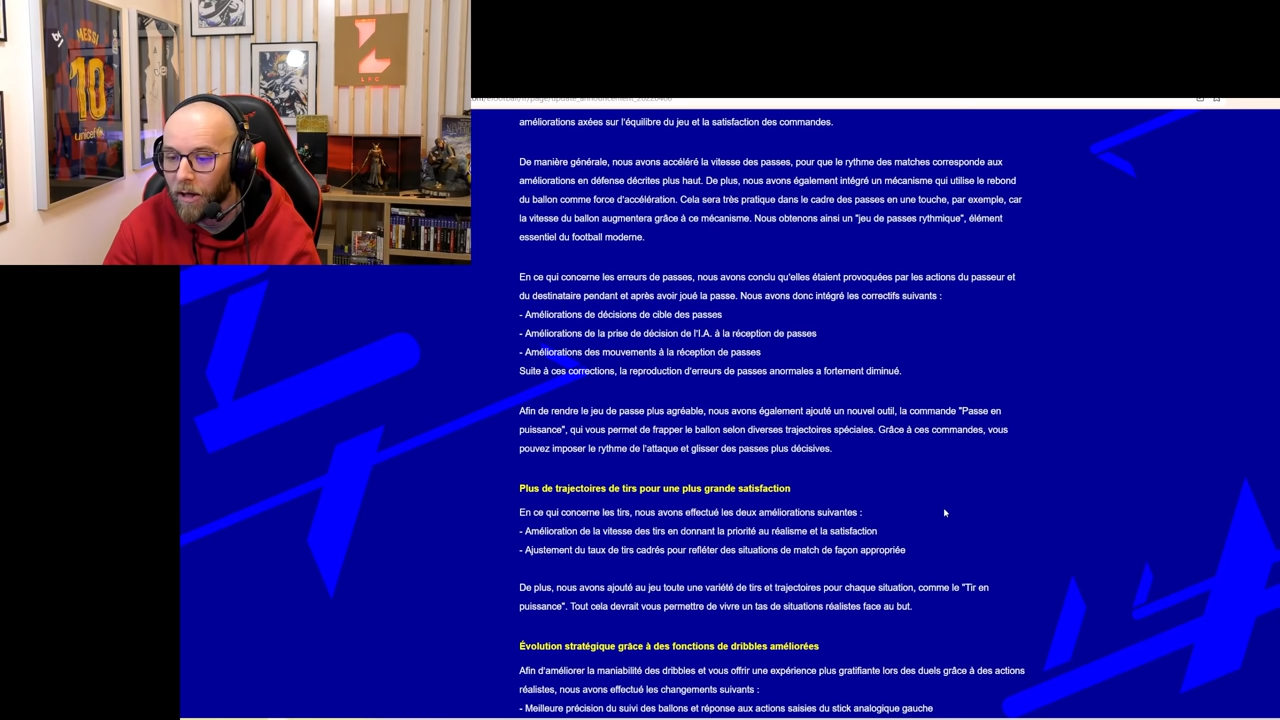 MESSI
10
unicef
LFC
améliorations axées sur l'équilibre du jeu et la satisfaction des commandes.
De manière générale, nous avons accéléré la vitesse des passes, pour que le rythme des matches corresponde aux
améliorations en défense décrites plus haut. De plus, nous avons également intégré un mécanisme qui utilise le rebond
du ballon comme force d'accélération. Cela sera très pratique dans le cadre des passes en une touche, par exemple, car
la vitesse du ballon augmentera grâce à ce mécanisme. Nous obtenons ainsi un "jeu de passes rythmique", élément
essentiel du football moderne.
En ce qui concerne les erreurs de passes, nous avons conclu qu'elles étaient provoquées par les actions du passeur et
du destinataire pendant et après avoir joué la passe. Nous avons donc intégré les correctifs suivants :
- Améliorations de décisions de cible des passes
- Améliorations de la prise de décision de l'I.A. à la réception de passes
- Améliorations des mouvements à la réception de passes
Suite à ces corrections, la reproduction d'erreurs de passes anormales a fortement diminué.
Afin de rendre le jeu de passe plus agréable, nous avons également ajouté un nouvel outil, la commande "Passe en
puissance", qui vous permet de frapper le ballon selon diverses trajectoires spéciales. Grâce à ces commandes, vous
pouvez imposer le rythme de l'attaque et glisser des passes plus décisives.
Plus de trajectoires de tirs pour une plus grande satisfaction
En ce qui concerne les tirs, nous avons effectué les deux améliorations suivantes :
- Amélioration de la vitesse des tirs en donnant la priorité au réalisme et la satisfaction
- Ajustement du taux de tirs cadrés pour refléter des situations de match de façon appropriée
De plus, nous avons ajouté au jeu toute une variété de tirs et trajectoires pour chaque situation, comme le "Tir en
puissance". Tout cela devrait vous permettre de vivre un tas de situations réalistes face au but.
Évolution stratégique grâce à des fonctions de dribbles améliorées
Afin d'améliorer la maniabilité des dribbles et vous offrir une expérience plus gratifiante lors des duels grâce à des actions
réalistes, nous avons effectué les changements suivants :
- Meilleure précision du suivi des ballons et réponse aux actions saisies du stick analogique gauche